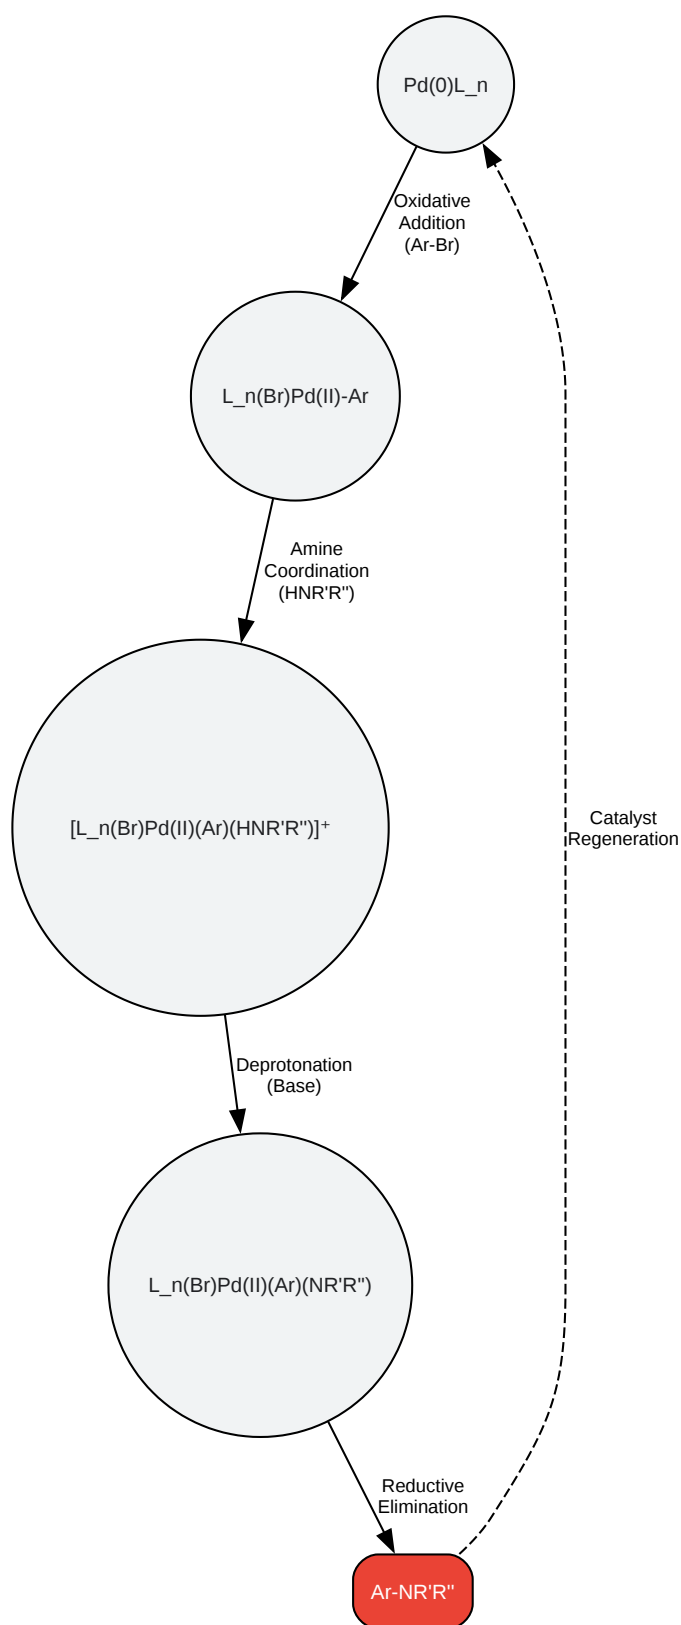 Pd(0)L_n
Oxidative
Addition
(Ar-Br)
L_n(Br)Pd(II)-Ar
Amine
Coordination
(HNR'R'')
[L_n(Br)Pd(II)(Ar)(HNR'R'')]⁺
Catalyst
Regeneration
Deprotonation
(Base)
L_n(Br)Pd(II)(Ar)(NR'R'')
Reductive
Elimination
Ar-NR'R''